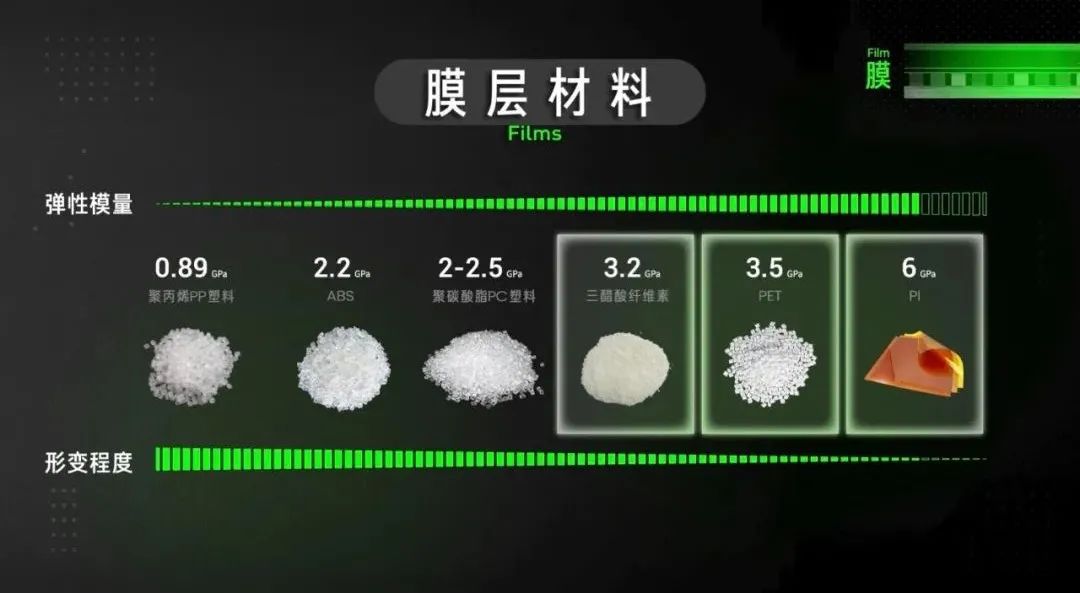 Film
膜
膜层材料
Films
弹性模量
0.89 GPa
聚丙烯PP塑料
2.2 GPa
ABS
2-2.5 GPa
聚碳酸脂PC塑料
3.2 GPa
三醋酸纤维素
3.5 GPa
PET
6 GPa
PI
形变程度